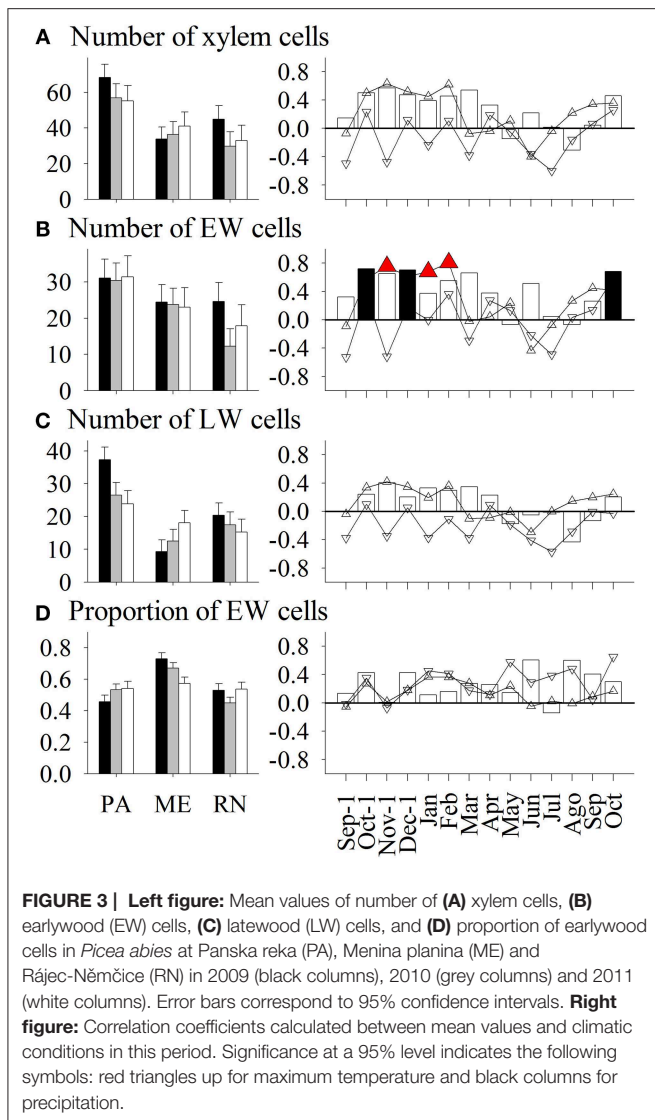 A Number of xylem cells
60
40
20
0
0.8
0.4
0.0
-0.4
-0.8
B Number of EW cells
30
20
10
0
0.8
0.4
0.0
-0.4
-0.8
C Number of LW cells
40
30
20
10
0
0.8
0.4
0.0
-0.4
-0.8
D Proportion of EW cells
0.8
0.6
0.4
0.2
0.0
0.8
0.4
0.0
-0.4
-0.8
PA ME RN
Sep-1 Oct-1 Nov-1 Dec-1 Jan Feb Mar Apr May Jun Jul Ago Sep Oct
FIGURE 3 | Left figure: Mean values of number of (A) xylem cells, (B)
earlywood (EW) cells, (C) latewood (LW) cells, and (D) proportion of earlywood
cells in Picea abies at Panska reka (PA), Menina planina (ME) and
Rájec-Němčice (RN) in 2009 (black columns), 2010 (grey columns) and 2011
(white columns). Error bars correspond to 95% confidence intervals. Right
figure: Correlation coefficients calculated between mean values and climatic
conditions in this period. Significance at a 95% level indicates the following
symbols: red triangles up for maximum temperature and black columns for
precipitation.